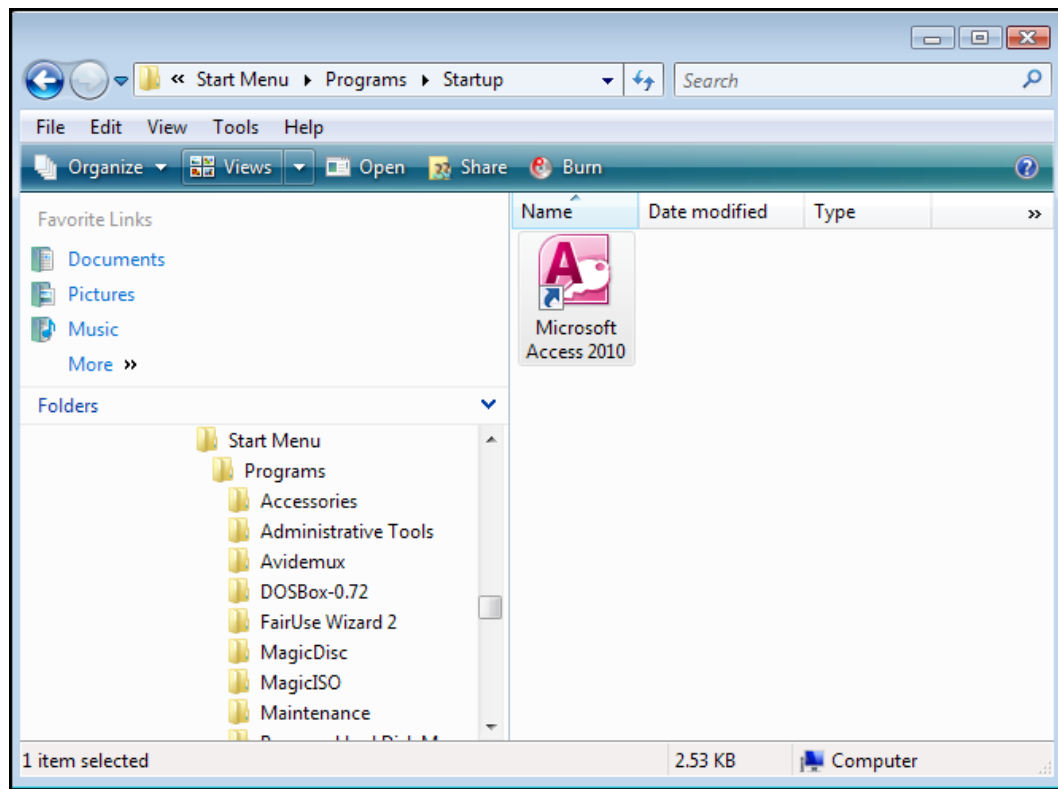 « Start Menu Programs Startup Search
File Edit View Tools Help
Organize Views Open Share Burn
Favorite Links
Documents
Pictures
Music
More »
Folders
Start Menu
Programs
Accessories
Administrative Tools
Avidemux
DOSBox-0.72
FairUse Wizard 2
MagicDisc
MagicISO
Maintenance
Name Date modified Type »
Microsoft
Access 2010
1 item selected 2.53 KB Computer